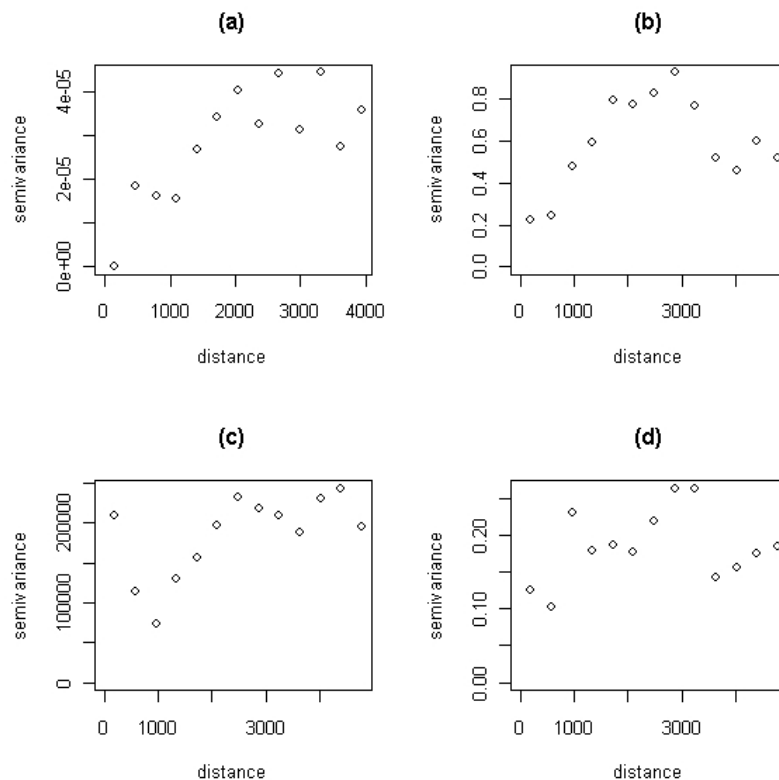 (a)
semivariance
0e+00 2e-05 4e-05
0 1000 2000 3000 4000
distance
(b)
semivariance
0.0 0.2 0.4 0.6 0.8
0 1000 3000
distance
(c)
semivariance
0 100000 200000
0 1000 3000
distance
(d)
semivariance
0.00 0.10 0.20
0 1000 3000
distance